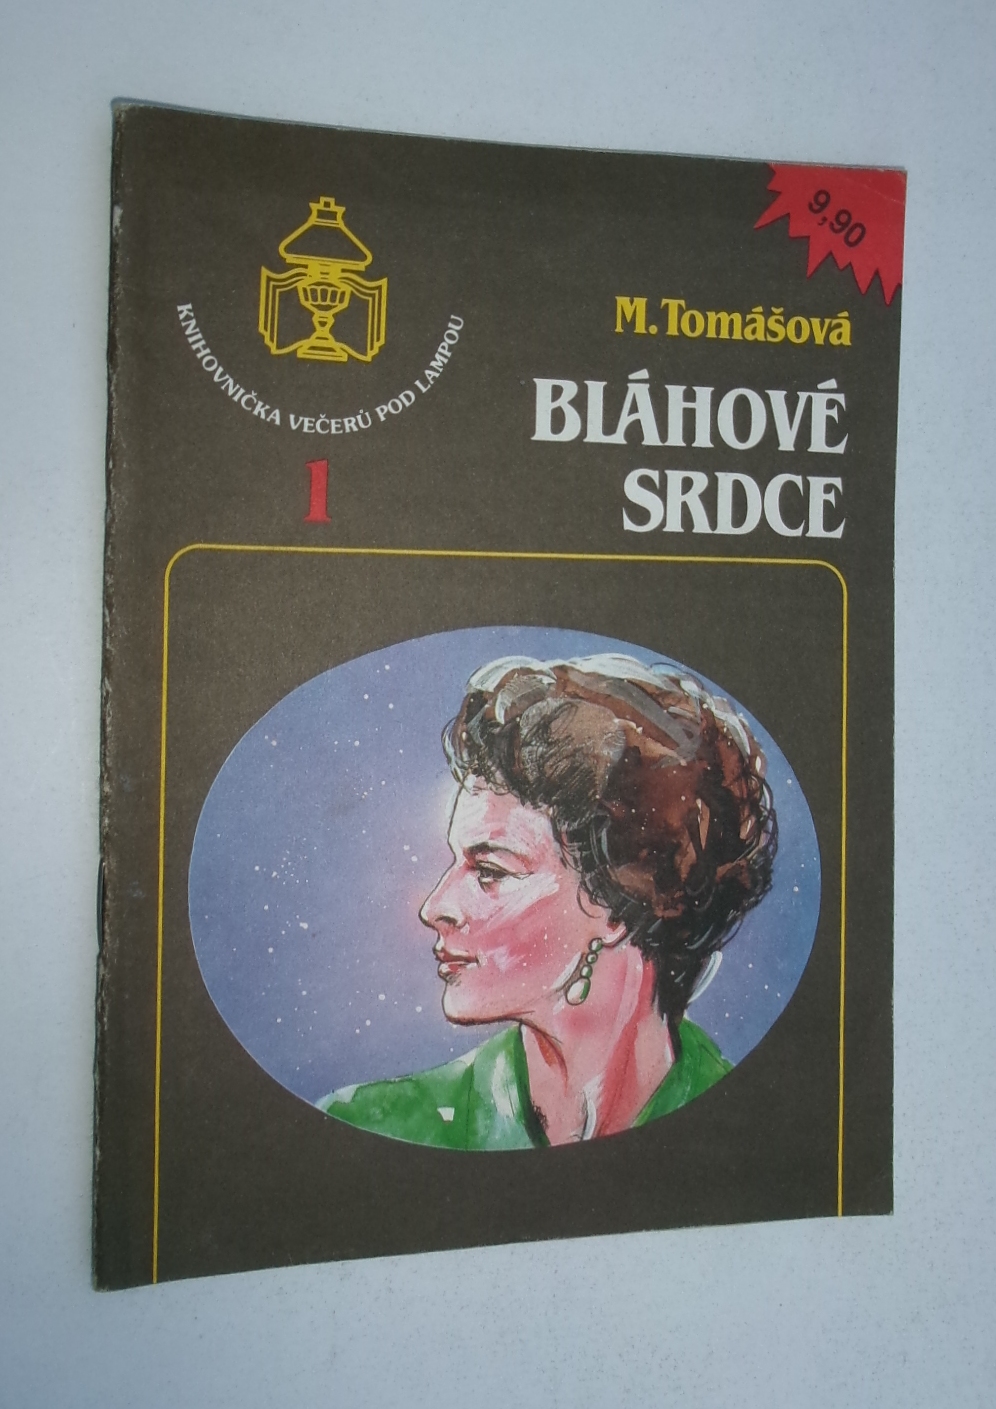 KNIHOVNIČKA VEČERŮ POD LAMPOU
1
9,90
M. Tomášová
BLÁHOVÉ
SRDCE